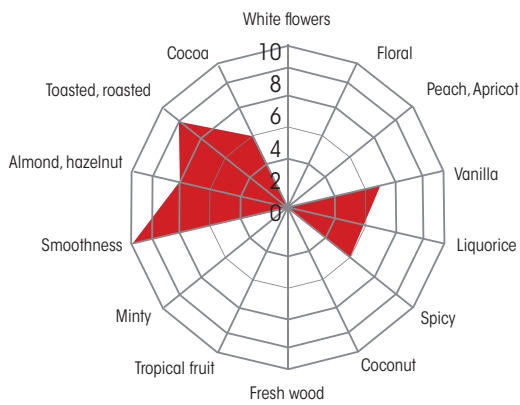 White flowers
Floral
Peach, Apricot
Vanilla
Liquorice
Spicy
Coconut
Fresh wood
Tropical fruit
Minty
Smoothness
Almond, hazelnut
Toasted, roasted
Cocoa
10
8
6
4
2
0